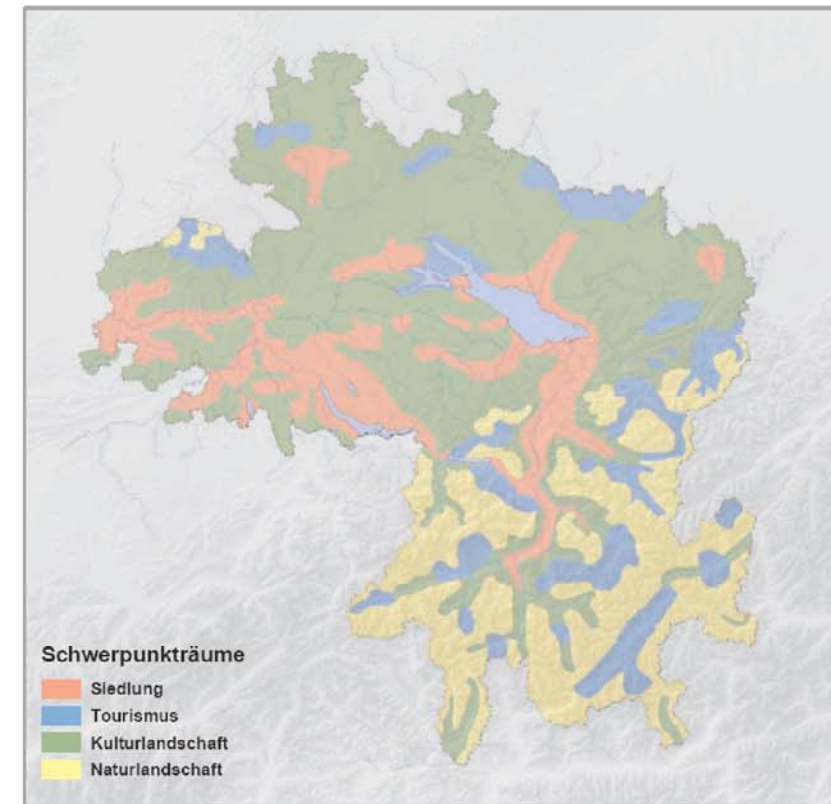 Schwerpunkträume
Siedlung
Tourismus
Kulturlandschaft
Naturlandschaft